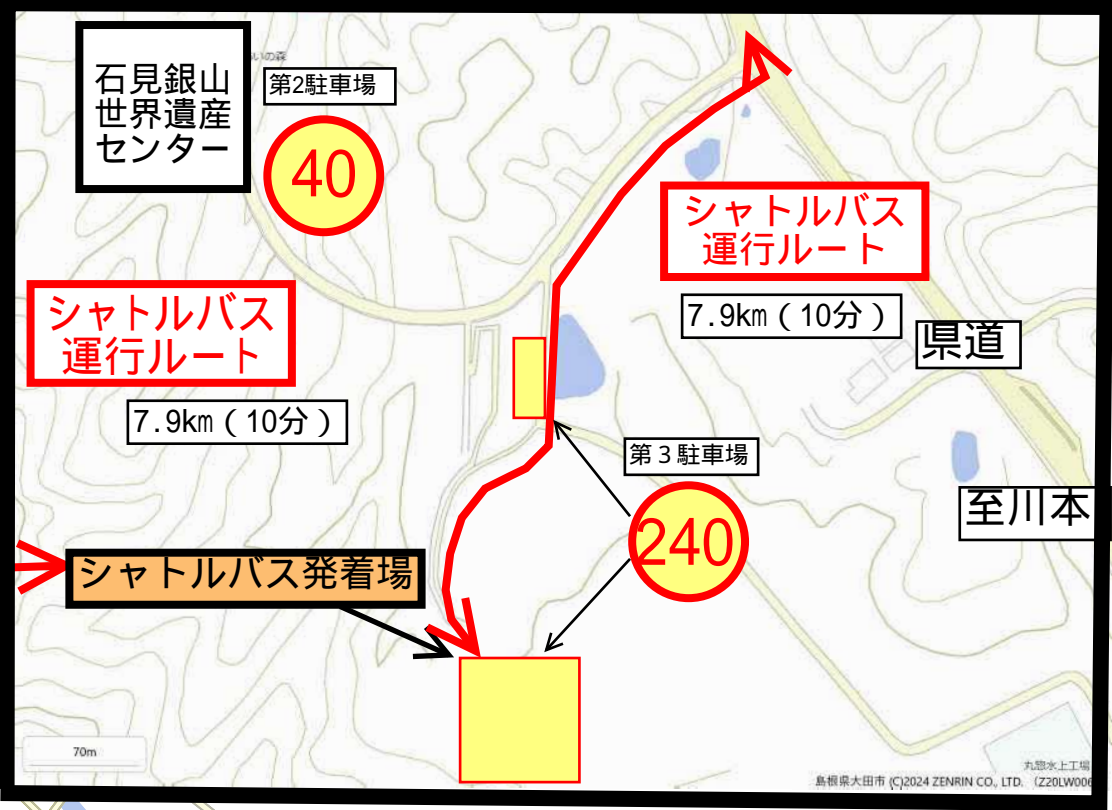 石見銀山
世界遺産
センター
いの森
第2駐車場
40
シャトルバス
運行ルート
7.9km（10分）
シャトルバス
運行ルート
7.9km（10分）
県道
第３駐車場
240
至川本
シャトルバス発着場
70m
丸惣水上工場
島根県大田市 (C)2024 ZENRIN CO., LTD. （Z20LW006